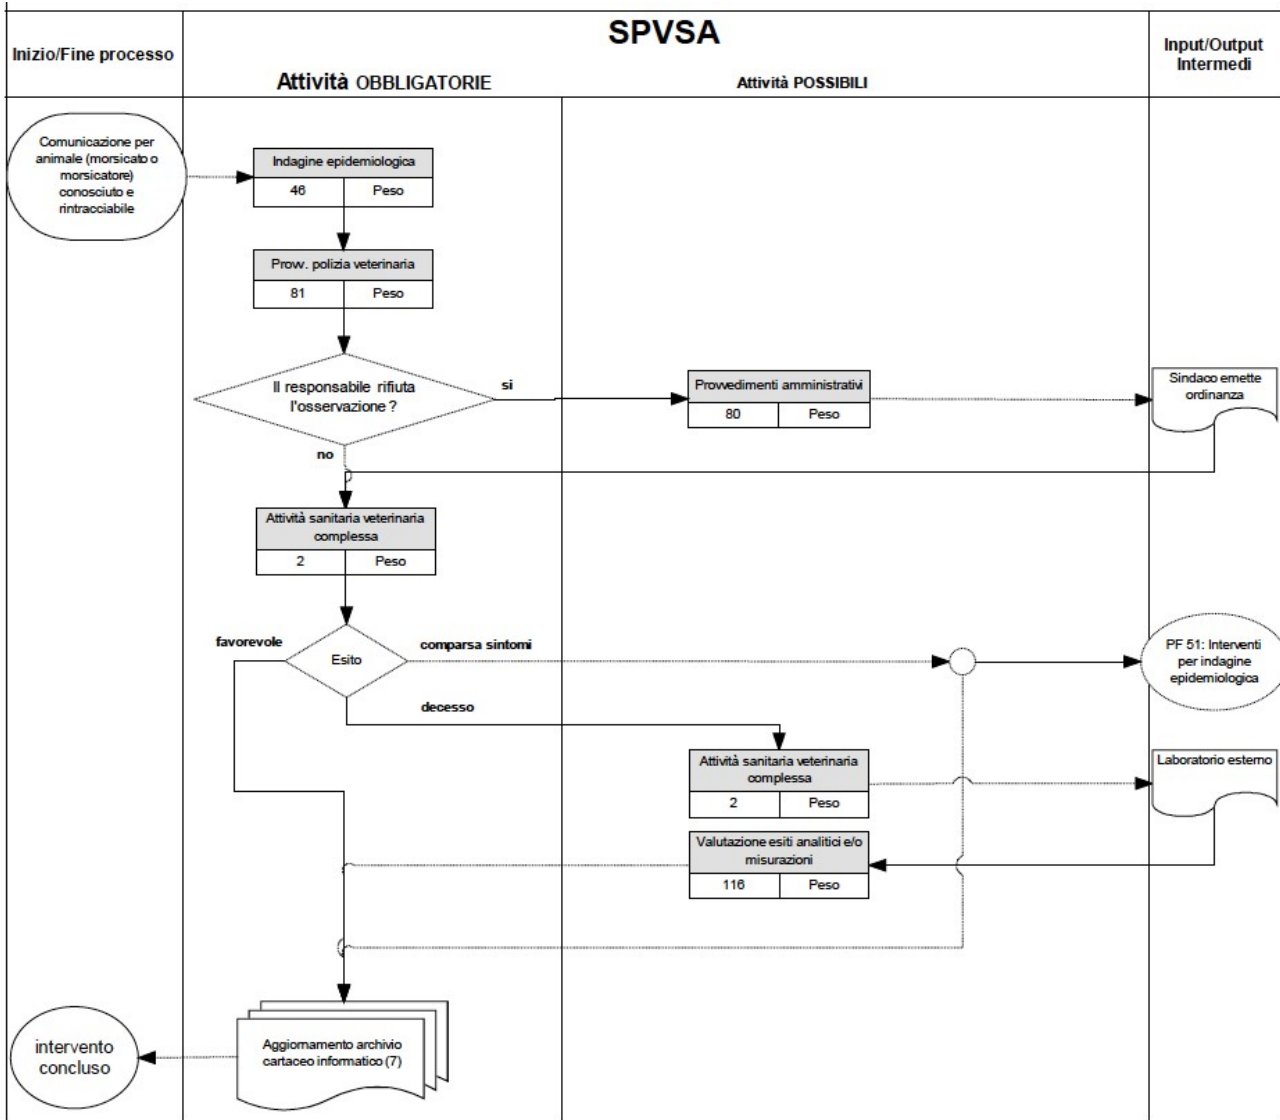 SPVSA
Inizio/Fine processo
Input/Output
Intermedi
Attività OBBLIGATORIE
Attività POSSIBILI
Comunicazione per
animale (morsicato o
morsicatore)
conosciuto e
rintracciabile
Indagine epidemiologica
46 Peso
Provv. polizia veterinaria
81 Peso
Il responsabile rifiuta
l'osservazione ?
si
no
Provvedimenti amministrativi
80 Peso
Sindaco emette
ordinanza
Attività sanitaria veterinaria
complessa
2 Peso
favorevole
Esito
comparsa sintomi
decesso
PF 51: Interventi
per indagine
epidemiologica
Attività sanitaria veterinaria
complessa
2 Peso
Laboratorio esterno
Valutazione esiti analitici e/o
misurazioni
116 Peso
Aggiornamento archivio
cartaceo informatico (7)
intervento
concluso